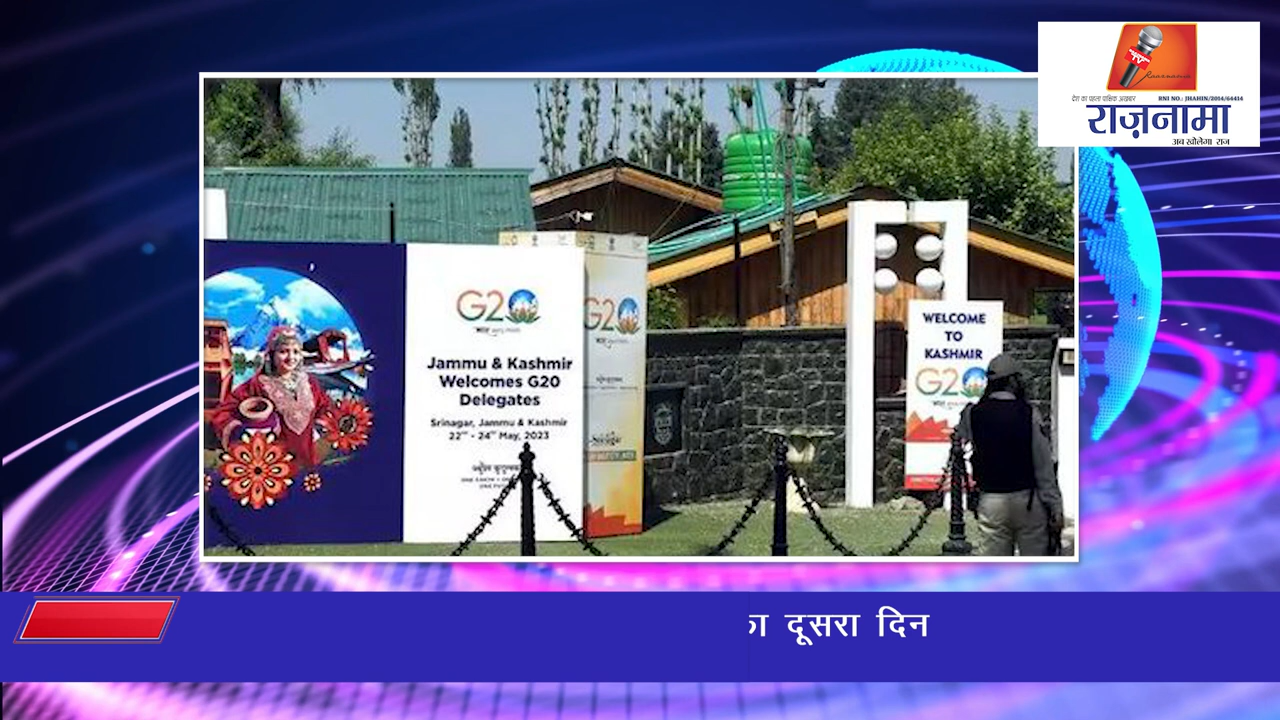 देश का पहला पाक्षिक अख़बार
RNI NO.: JHAHIN/2014/64414
राज़नामा
अब खोलेगा राज
G20
Jammu & Kashmir
Welcomes G20
Delegates
Srinagar, Jammu & Kashmir
22nd - 24th May, 2023
G20
WELCOME
TO
KASHMIR
G20
का दूसरा दिन